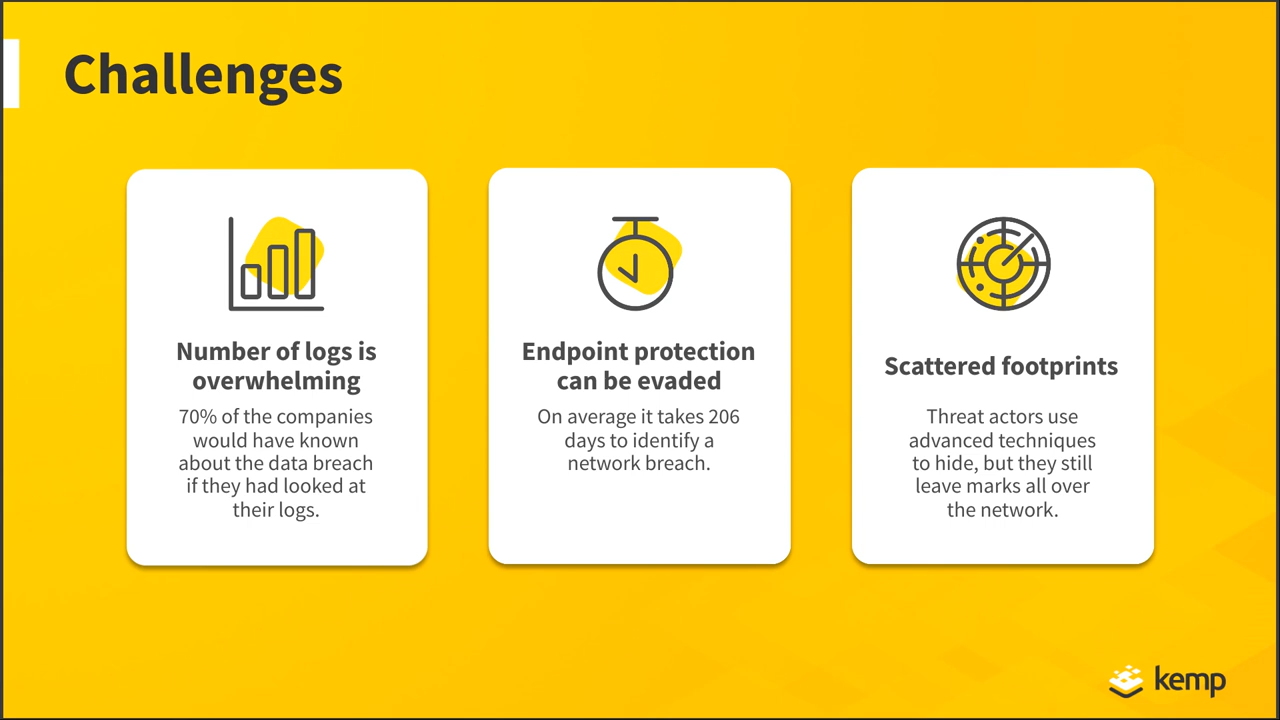 Challenges
Number of logs is
overwhelming
70% of the companies
would have known
about the data breach
if they had looked at
their logs.
Endpoint protection
can be evaded
On average it takes 206
days to identify a
network breach.
Scattered footprints
Threat actors use
advanced techniques
to hide, but they still
leave marks all over
the network.
kemp